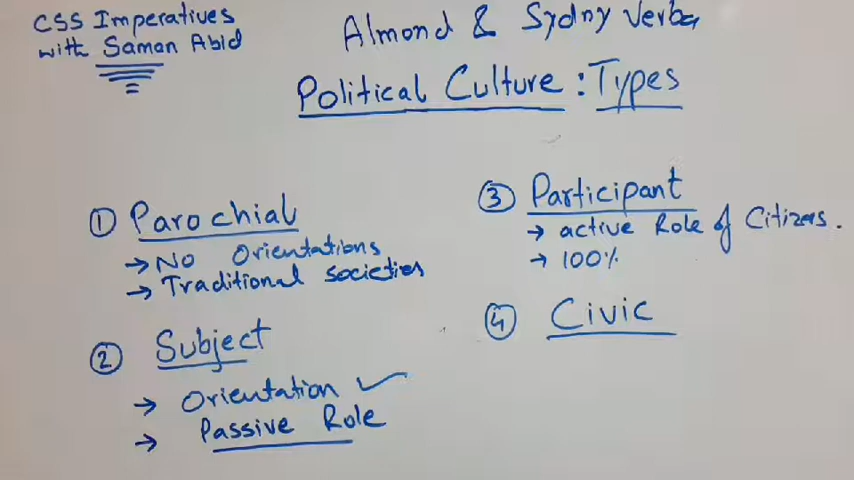 CSS Imperatives
with Saman Abid
Almond & Sydny Verba
Political Culture : Types
① Parochial
→ No Orientations
→ Traditional societies
② Subject
→ Orientation ✓
→ Passive Role
③ Participant
→ active Role of Citizens.
→ 100%
④ Civic